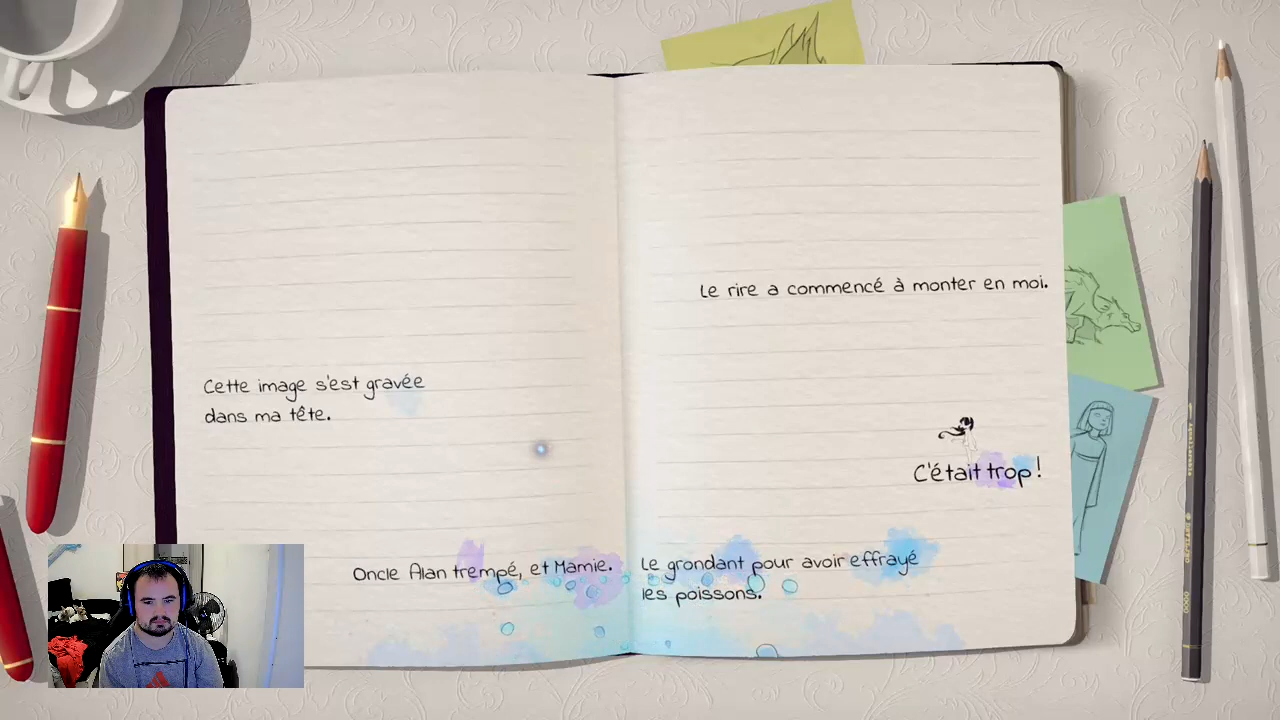 Cette image s'est gravée
dans ma tête.
Oncle Alan trempé, et Mamie.
Le rire a commencé à monter en moi.
C'était trop!
Le grondant pour avoir effrayé
les poissons.